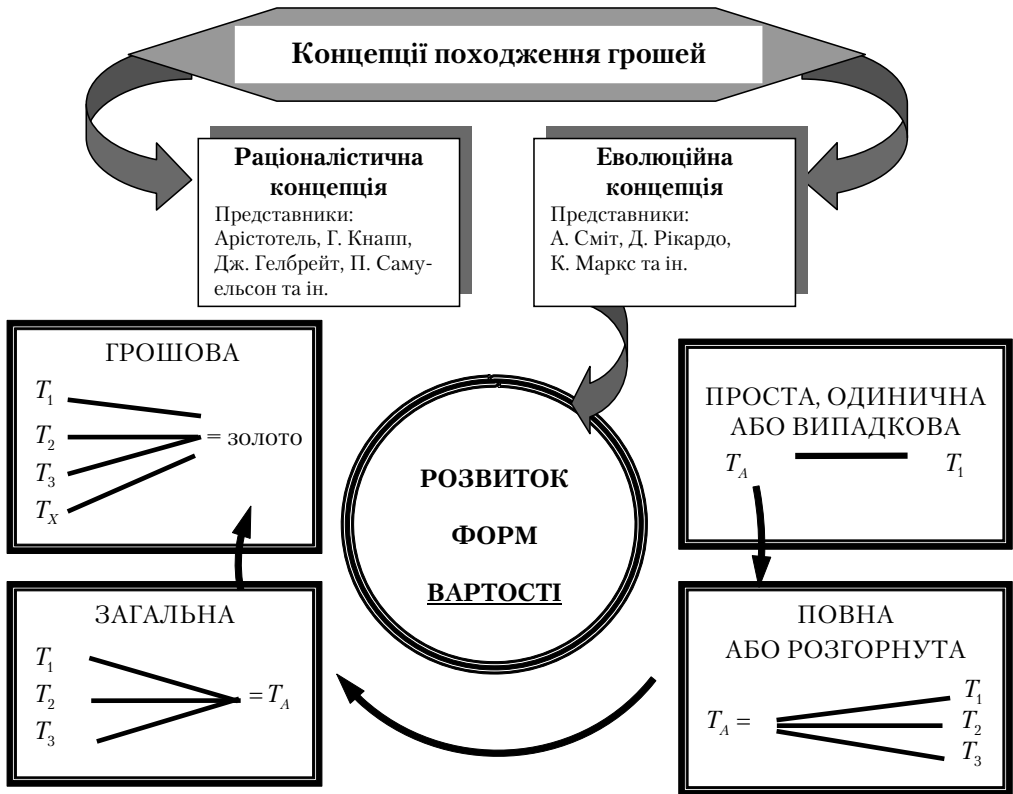 Концепції походження грошей
Раціоналістична
концепція
Представники:
Арістотель, Г. Кнапп,
Дж. Гелбрейт, П. Саму-
ельсон та ін.
Еволюційна
концепція
Представники:
А. Сміт, Д. Рікардо,
К. Маркс та ін.
ГРОШОВА
T1
T2
T3
TX
= золото
РОЗВИТОК
ФОРМ
ВАРТОСТІ
ПРОСТА, ОДИНИЧНА
АБО ВИПАДКОВА
TA T1
ЗАГАЛЬНА
T1
T2
T3
= TA
ПОВНА
АБО РОЗГОРНУТА
TA =
T1
T2
T3